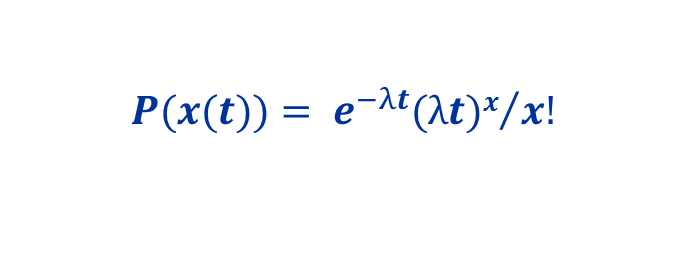 P(x(t)) = e^{-λt}(λt)^x/x!